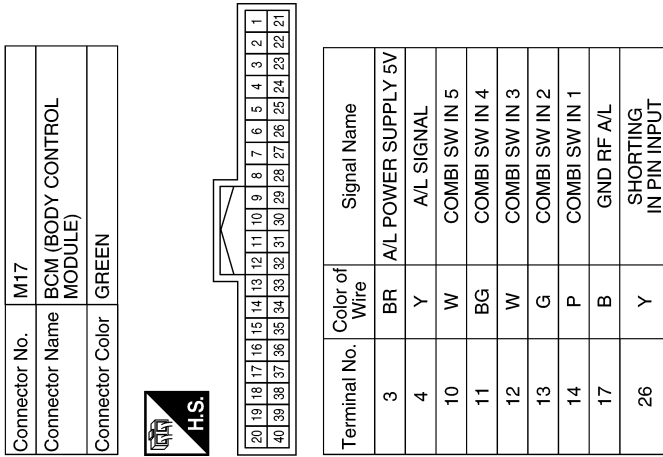 Connector No. M17
Connector Name BCM (BODY CONTROL
MODULE)
Connector Color GREEN
H.S.
20 19 18 17 16 15 14 13 12 11 10 9 8 7 6 5 4 3 2 1
40 39 38 37 36 35 34 33 32 31 30 29 28 27 26 25 24 23 22 21
Terminal No. Color of
Wire Signal Name
3 BR A/L POWER SUPPLY 5V
4 Y A/L SIGNAL
10 W COMBI SW IN 5
11 BG COMBI SW IN 4
12 W COMBI SW IN 3
13 G COMBI SW IN 2
14 P COMBI SW IN 1
17 B GND RF A/L
26 Y SHORTING
IN PIN INPUT